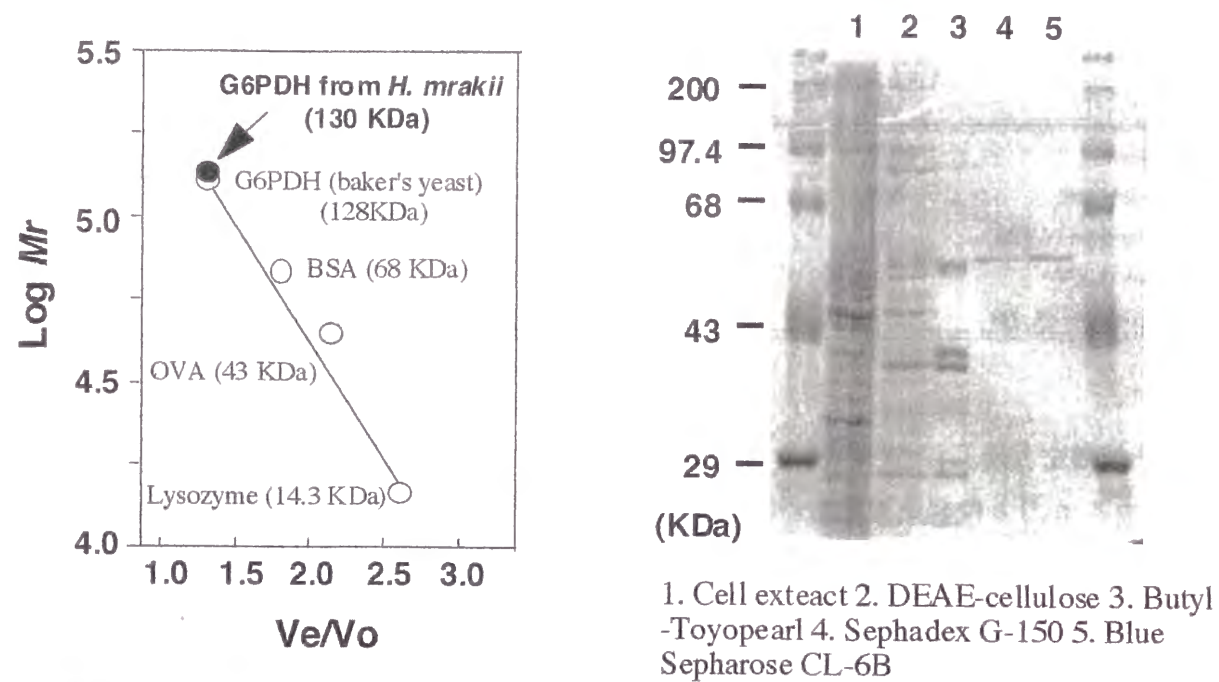 5.5
5.0
4.5
4.0
Log Mr
G6PDH from H. mrakii
(130 KDa)
G6PDH (baker's yeast)
(128KDa)
BSA (68 KDa)
OVA (43 KDa)
Lysozyme (14.3 KDa)
1.0 1.5 2.0 2.5 3.0
Ve/Vo
1 2 3 4 5
200
97.4
68
43
29
(KDa)
1. Cell exteact 2. DEAE-cellulose 3. Butyl
-Toyopearl 4. Sephadex G-150 5. Blue
Sepharose CL-6B